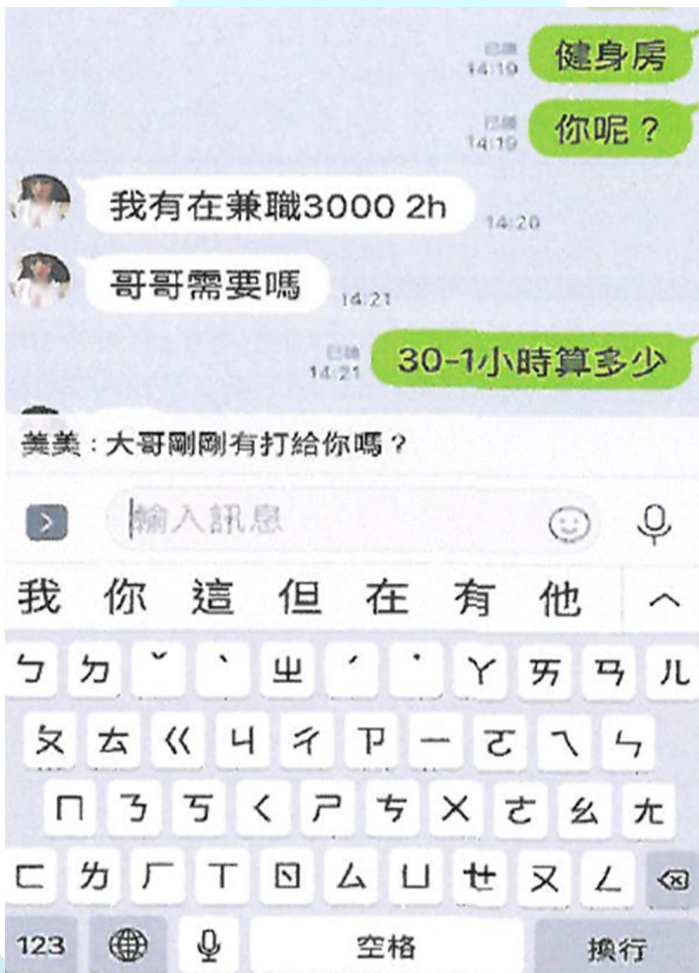 已讀
14:19
健身房
已讀
14:19
你呢？
我有在兼職3000 2h
14:20
哥哥需要嗎
14:21
已讀
14:21
30-1小時算多少
美美：大哥剛剛有打給你嗎？
輸入訊息
我 你 這 但 在 有 他
ㄅ ㄉ ˇ ˋ ㄓ ˊ ˙ ㄚ ㄞ ㄢ ㄦ
ㄆ ㄊ ㄍ ㄐ ㄔ ㄗ ㄧ ㄛ ㄟ ㄣ
ㄇ ㄋ ㄎ ㄑ ㄕ ㄘ ㄨ ㄜ ㄠ ㄤ
ㄈ ㄌ ㄏ ㄒ ㄖ ㄙ ㄩ ㄝ ㄡ ㄥ
123 空格 換行